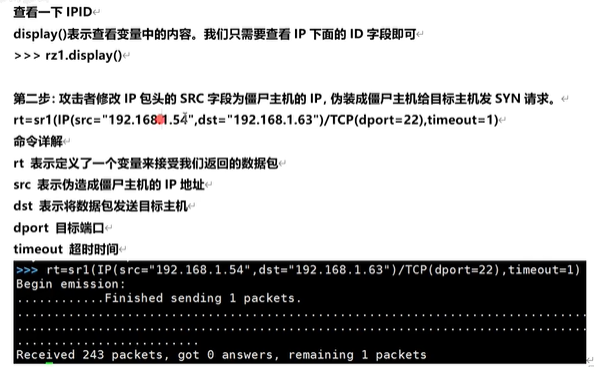 查看一下 IPID
display()表示查看变量中的内容。我们只需要查看 IP 下面的 ID 字段即可
>>> rz1.display()
第二步：攻击者修改 IP 包头的 SRC 字段为僵尸主机的 IP，伪装成僵尸主机给目标主机发 SYN 请求。
rt=sr1(IP(src="192.168.1.54",dst="192.168.1.63")/TCP(dport=22),timeout=1)
命令详解
rt 表示定义了一个变量来接受我们返回的数据包
src 表示伪造成僵尸主机的 IP 地址
dst 表示将数据包发送目标主机
dport 目标端口
timeout 超时时间
>>> rt=sr1(IP(src="192.168.1.54",dst="192.168.1.63")/TCP(dport=22),timeout=1)
Begin emission:
............Finished sending 1 packets.
..............................................................................
..............................................................................
.........................
Received 243 packets, got 0 answers, remaining 1 packets